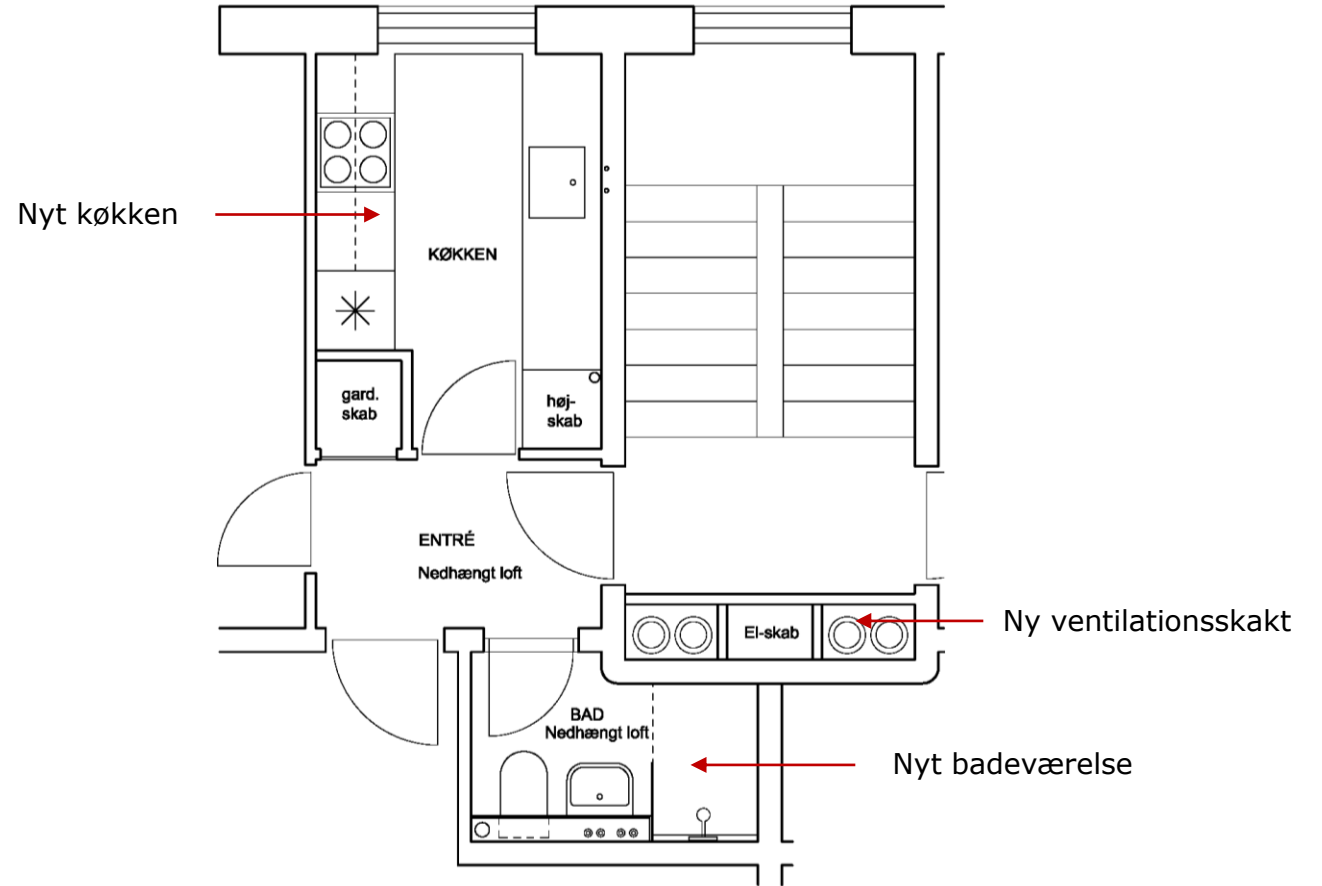 Nyt køkken
KØKKEN
gard.
skab
høj-
skab
ENTRÉ
Nedhængt loft
El-skab
Ny ventilationsskakt
BAD
Nedhængt loft
Nyt badeværelse